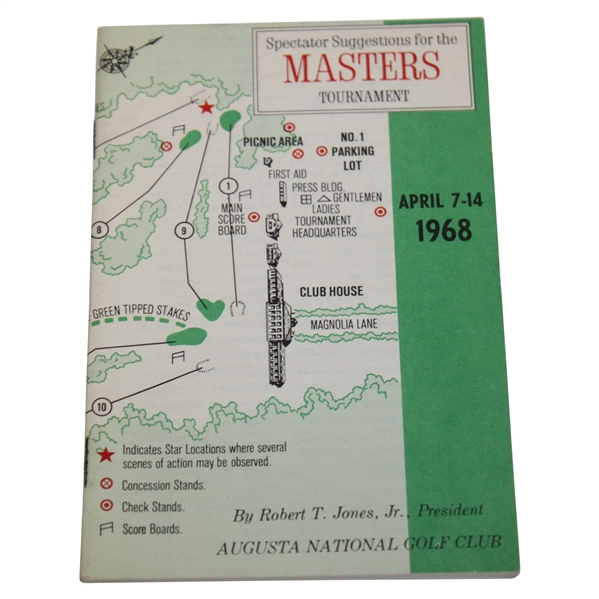 Spectator Suggestions for the
MASTERS
TOURNAMENT
PICNIC AREA
NO. 1
PARKING
LOT
FIRST AID
PRESS BLDG.
GENTLEMEN
LADIES
TOURNAMENT
HEADQUARTERS
1
MAIN
SCORE
BOARD
8
9
APRIL 7-14
1968
CLUB HOUSE
MAGNOLIA LANE
GREEN TIPPED STAKES
10
Indicates Star Locations where several
scenes of action may be observed.
Concession Stands.
Check Stands.
Score Boards.
By Robert T. Jones, Jr., President
AUGUSTA NATIONAL GOLF CLUB